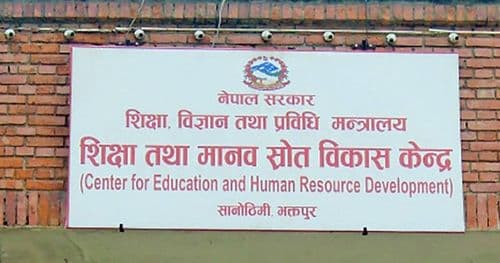 नेपाल सरकार
शिक्षा, विज्ञान तथा प्रविधि मन्त्रालय
शिक्षा तथा मानव स्रोत विकास केन्द्र
(Center for Education and Human Resource Development)
सानोठिमी, भक्तपुर